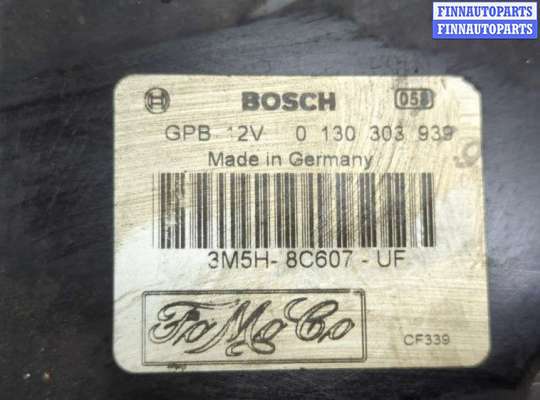 FINNAUTOPARTS
FINNAUTOPARTS
BOSCH 058
GPB 12V 0 130 303 939
Made in Germany
3M5H- 8C607 - UF
FoMoCo
CF339